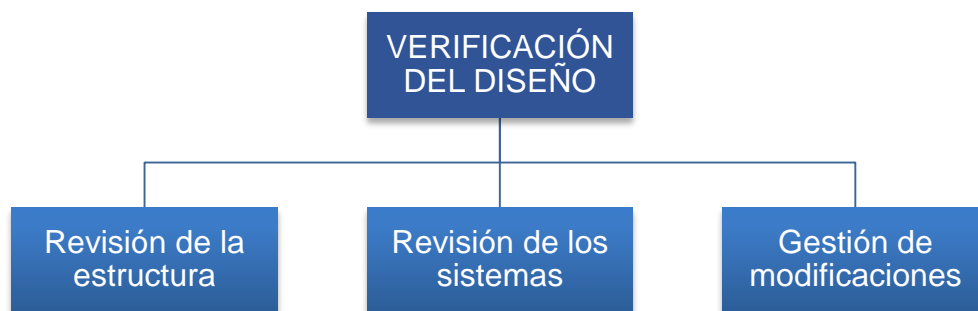 VERIFICACIÓN
DEL DISEÑO
Revisión de la
estructura
Revisión de los
sistemas
Gestión de
modificaciones